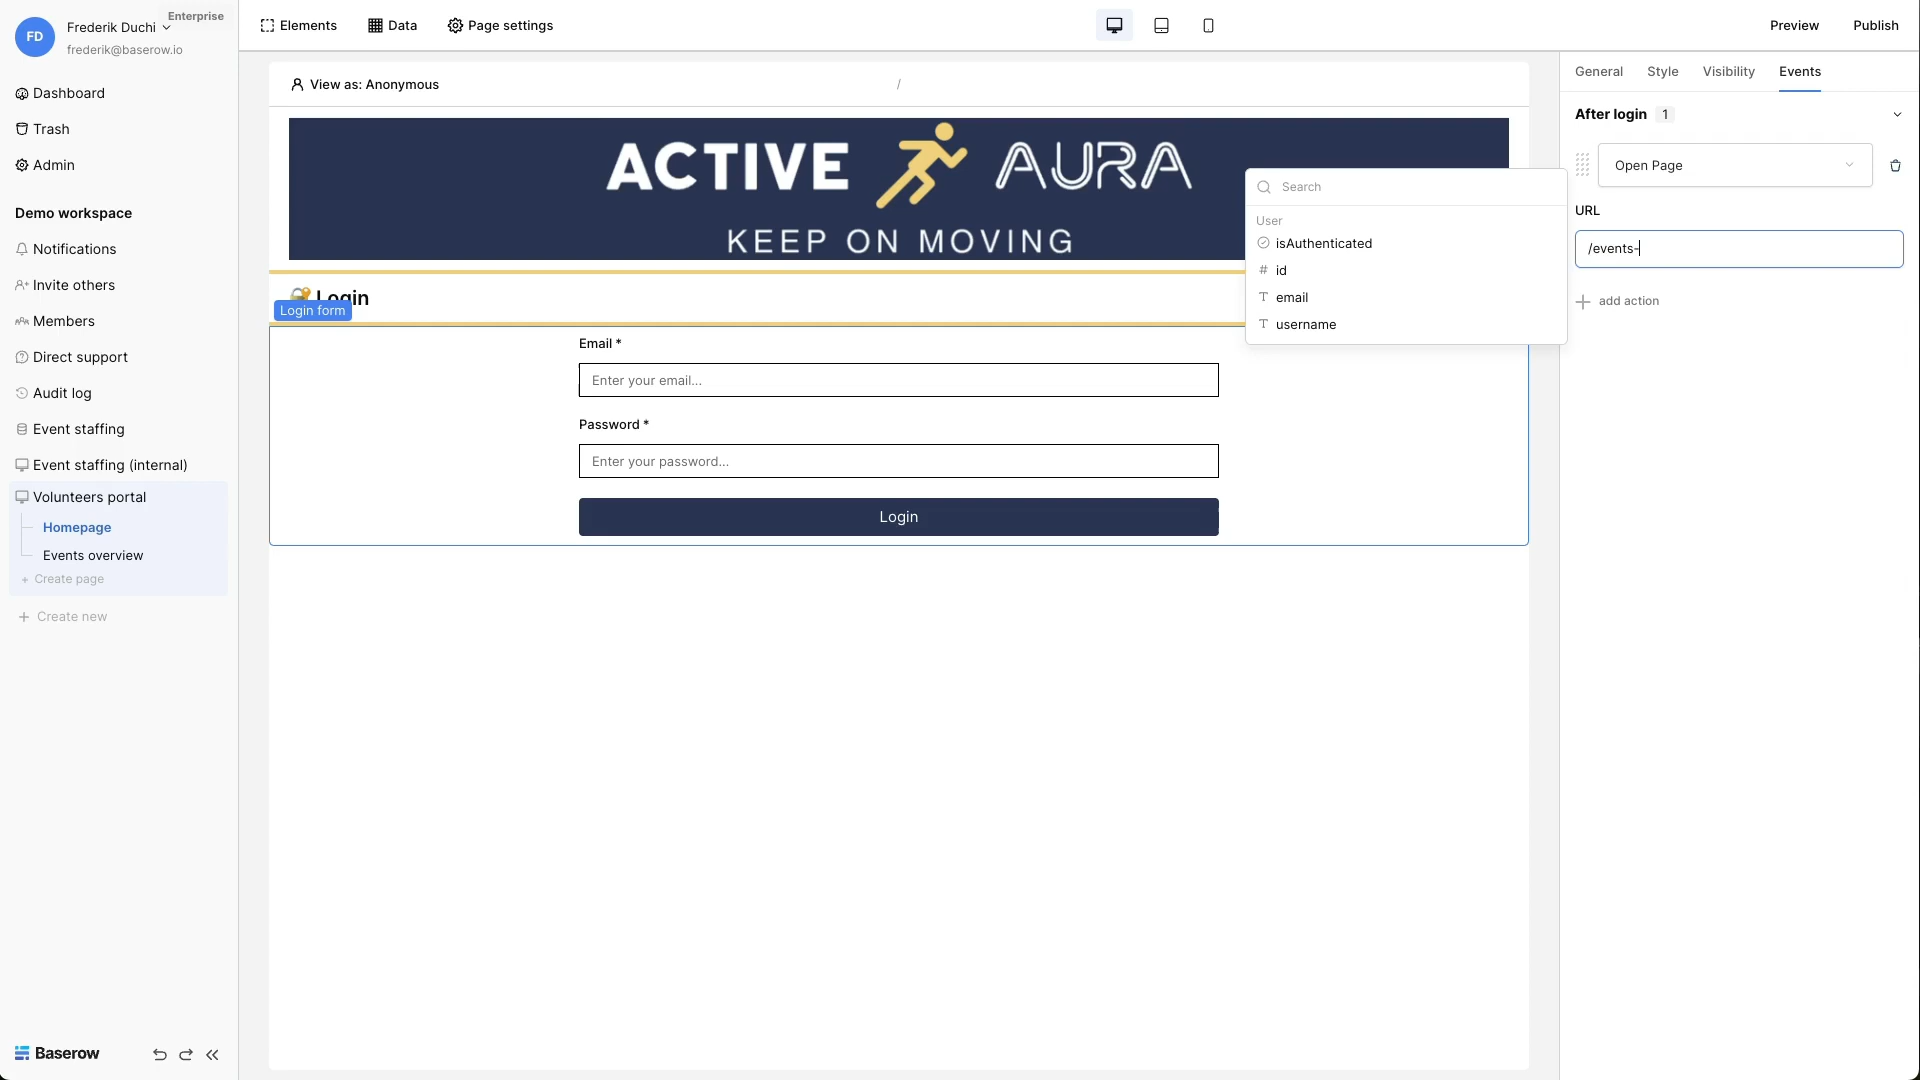 FD
Frederik Duchi
Enterprise
frederik@baserow.io
Dashboard
Trash
Admin
Demo workspace
Notifications
Invite others
Members
Direct support
Audit log
Event staffing
Event staffing (internal)
Volunteers portal
Homepage
Events overview
+ Create page
+ Create new
Baserow
Elements
Data
Page settings
Preview
Publish
View as: Anonymous
/
ACTIVE AURA
KEEP ON MOVING
Login
Login form
Email *
Enter your email...
Password *
Enter your password...
Login
Search
User
isAuthenticated
# id
T email
T username
General
Style
Visibility
Events
After login 1
Open Page
URL
/events-
+ add action